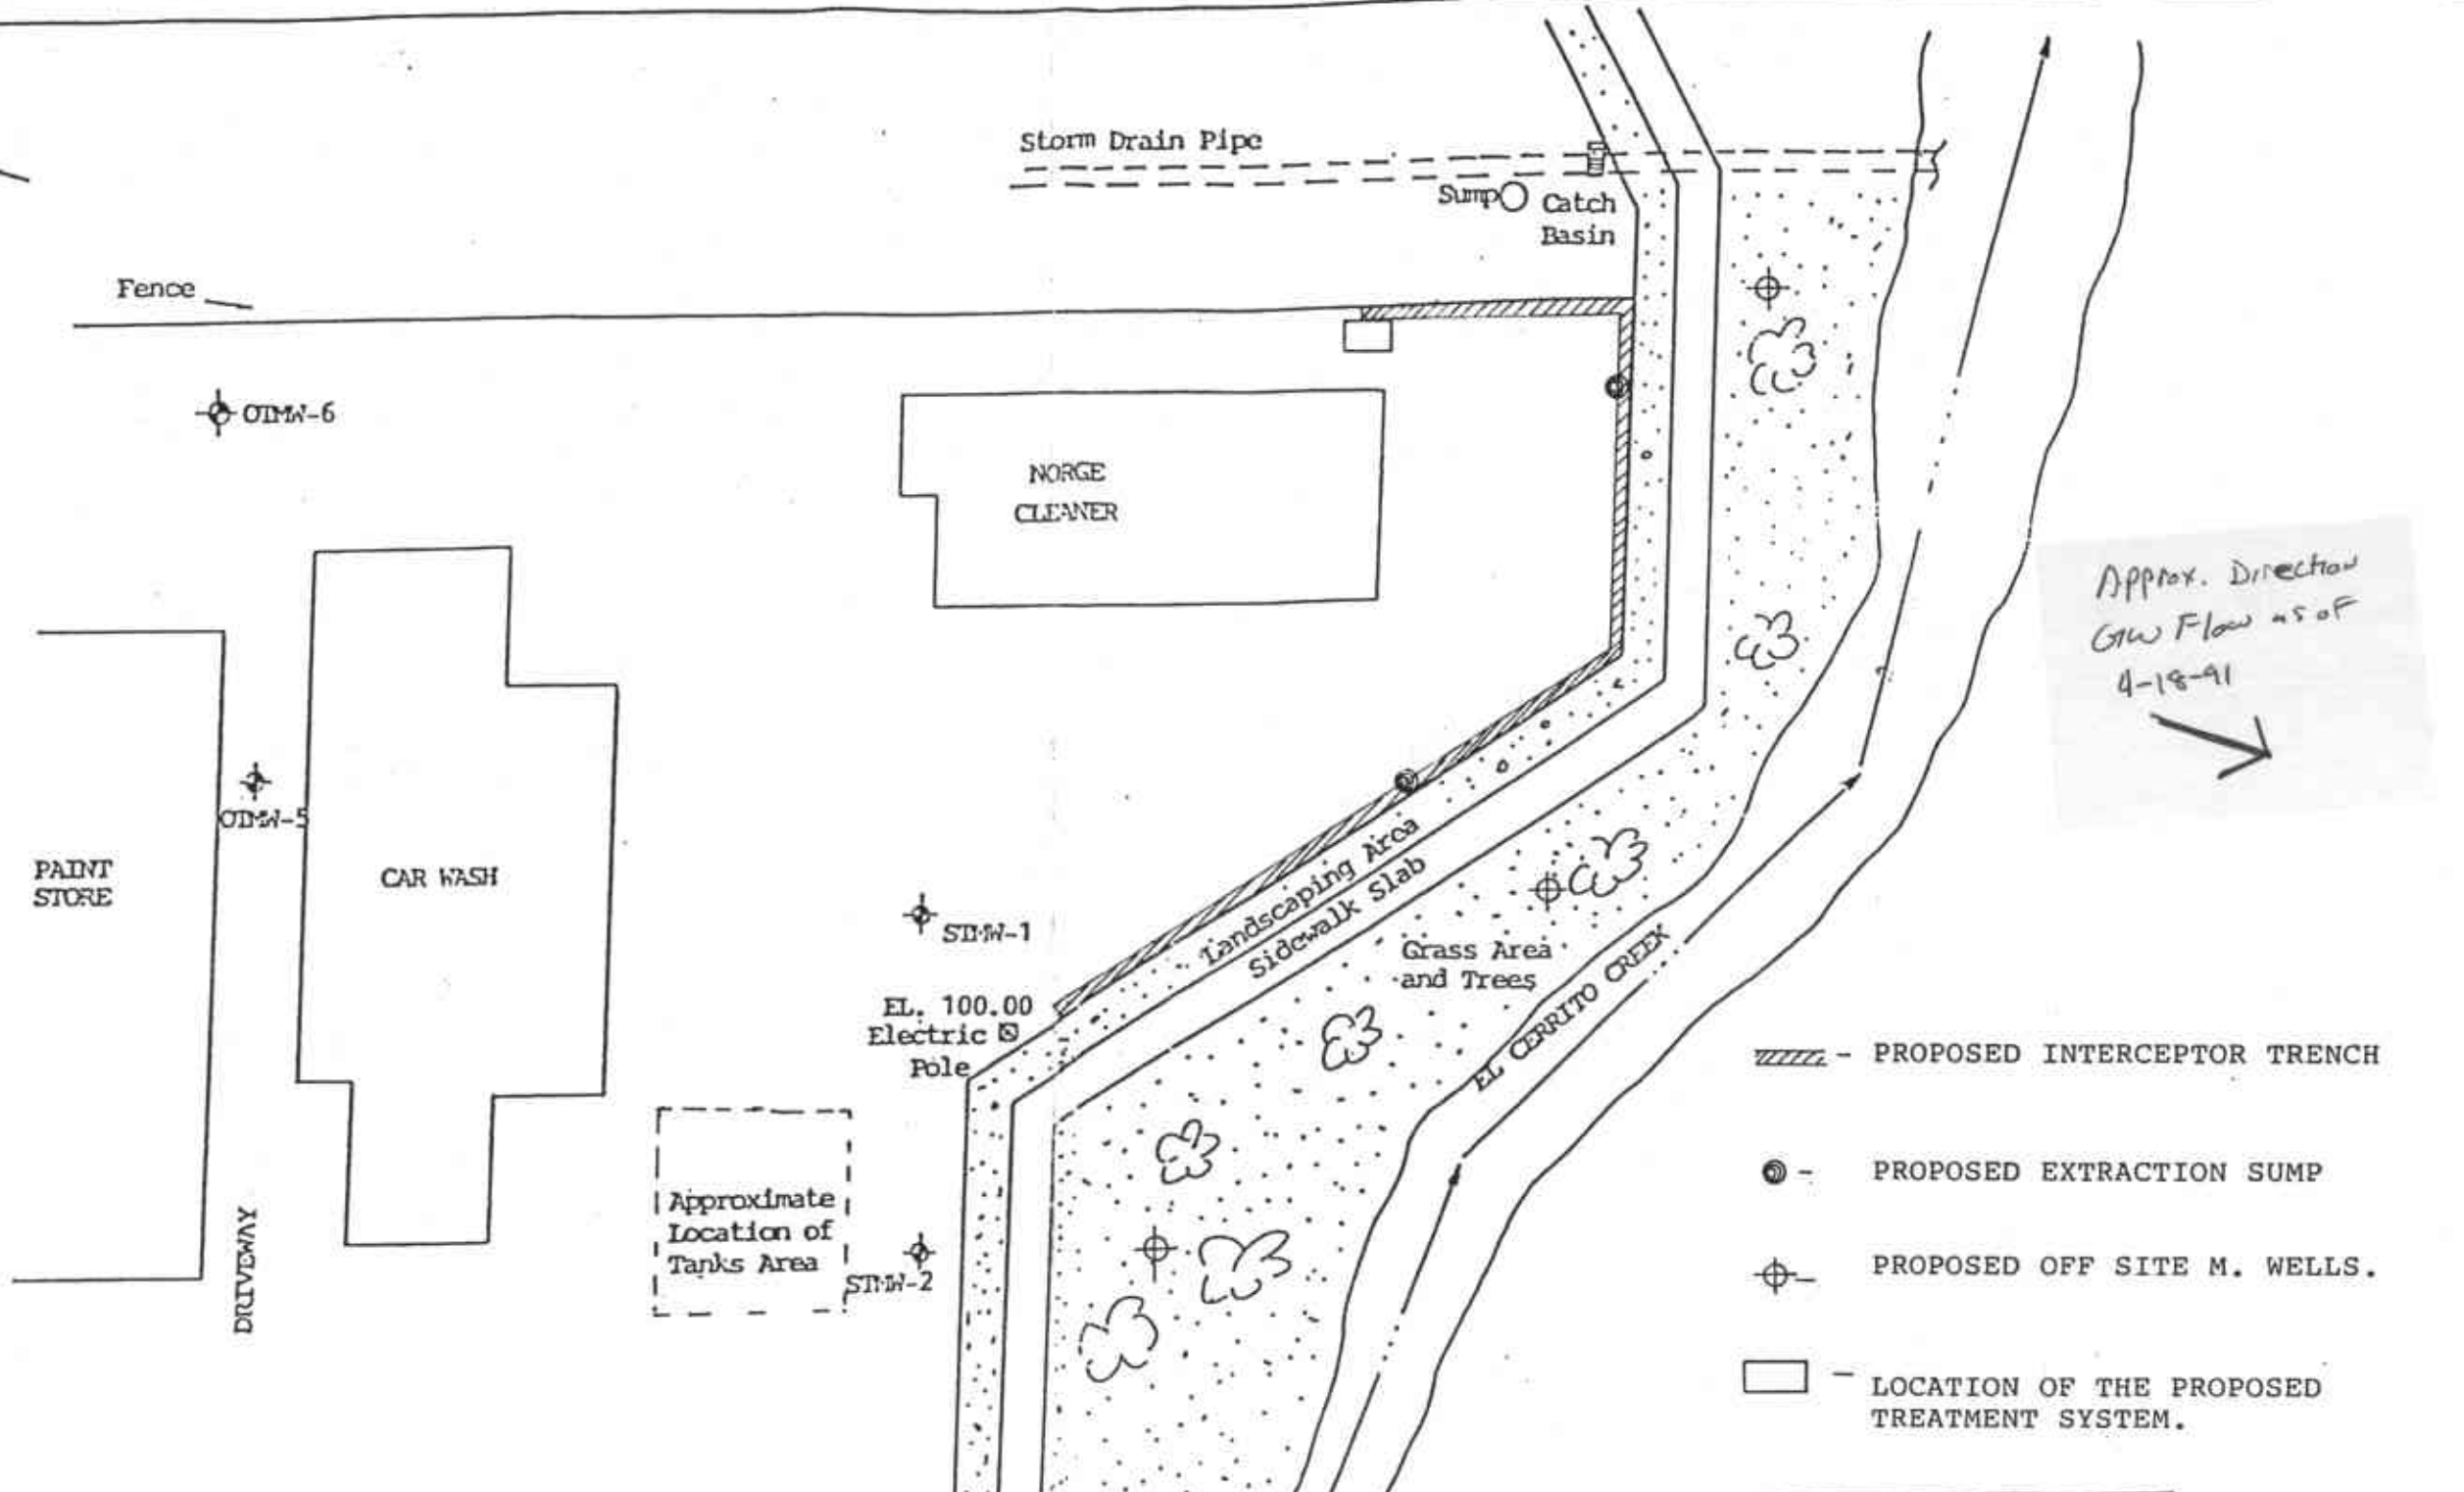 Storm Drain Pipe
Sump
Catch
Basin
Fence
OTMW-6
NORGE
CLEANER
Approx. Direction
GW Flow as of
4-18-91
OTMW-5
PAINT
STORE
CAR WASH
STMW-1
Landscaping Area
Sidewalk Slab
Grass Area
and Trees
EL CERRITO CREEK
EL. 100.00
Electric
Pole
Approximate
Location of
Tanks Area
STMW-2
DRIVEWAY
- PROPOSED INTERCEPTOR TRENCH
- PROPOSED EXTRACTION SUMP
- PROPOSED OFF SITE M. WELLS.
- LOCATION OF THE PROPOSED
TREATMENT SYSTEM.